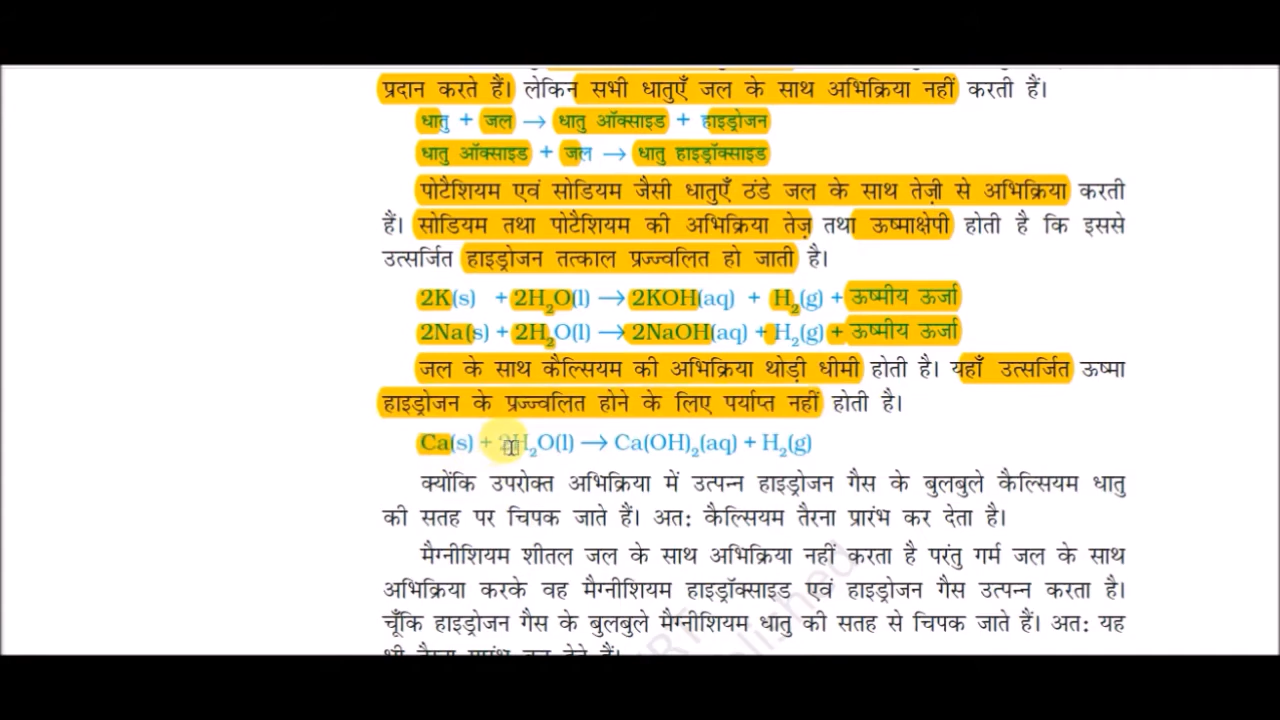 प्रदान करते हैं। लेकिन सभी धातुएँ जल के साथ अभिक्रिया नहीं करती हैं।
धातु + जल → धातु ऑक्साइड + हाइड्रोजन
धातु ऑक्साइड + जल → धातु हाइड्रॉक्साइड
पोटैशियम एवं सोडियम जैसी धातुएँ ठंडे जल के साथ तेज़ी से अभिक्रिया करती
हैं। सोडियम तथा पोटैशियम की अभिक्रिया तेज़ तथा ऊष्माक्षेपी होती है कि इससे
उत्सर्जित हाइड्रोजन तत्काल प्रज्ज्वलित हो जाती है।
2K(s) + 2H₂O(l) → 2KOH(aq) + H₂(g) + ऊष्मीय ऊर्जा
2Na(s) + 2H₂O(l) → 2NaOH(aq) + H₂(g) + ऊष्मीय ऊर्जा
जल के साथ कैल्सियम की अभिक्रिया थोड़ी धीमी होती है। यहाँ उत्सर्जित ऊष्मा
हाइड्रोजन के प्रज्ज्वलित होने के लिए पर्याप्त नहीं होती है।
Ca(s) + 2H₂O(l) → Ca(OH)₂(aq) + H₂(g)
क्योंकि उपरोक्त अभिक्रिया में उत्पन्न हाइड्रोजन गैस के बुलबुले कैल्सियम धातु
की सतह पर चिपक जाते हैं। अत: कैल्सियम तैरना प्रारंभ कर देता है।
मैग्नीशियम शीतल जल के साथ अभिक्रिया नहीं करता है परंतु गर्म जल के साथ
अभिक्रिया करके वह मैग्नीशियम हाइड्रॉक्साइड एवं हाइड्रोजन गैस उत्पन्न करता है।
चूँकि हाइड्रोजन गैस के बुलबुले मैग्नीशियम धातु की सतह से चिपक जाते हैं। अत: यह